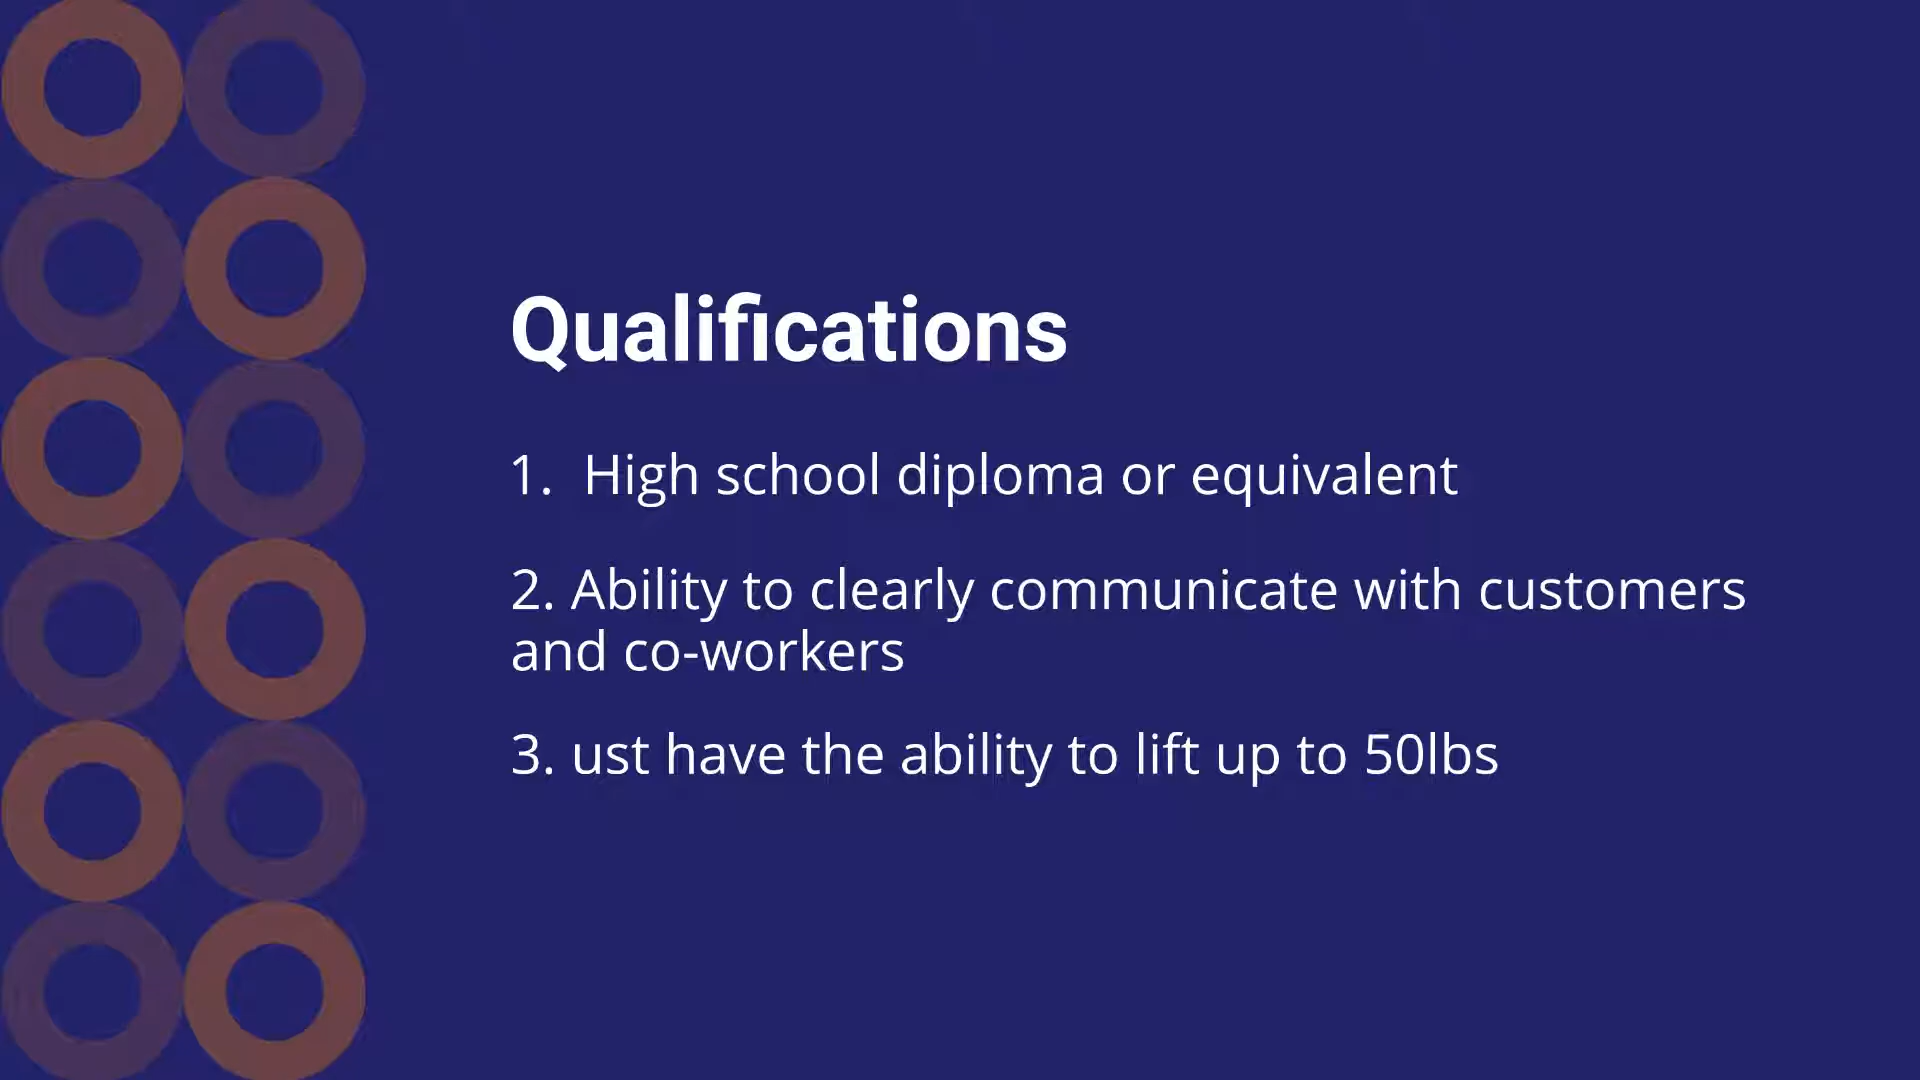 Qualifications
1. High school diploma or equivalent
2. Ability to clearly communicate with customers
and co-workers
3. ust have the ability to lift up to 50lbs